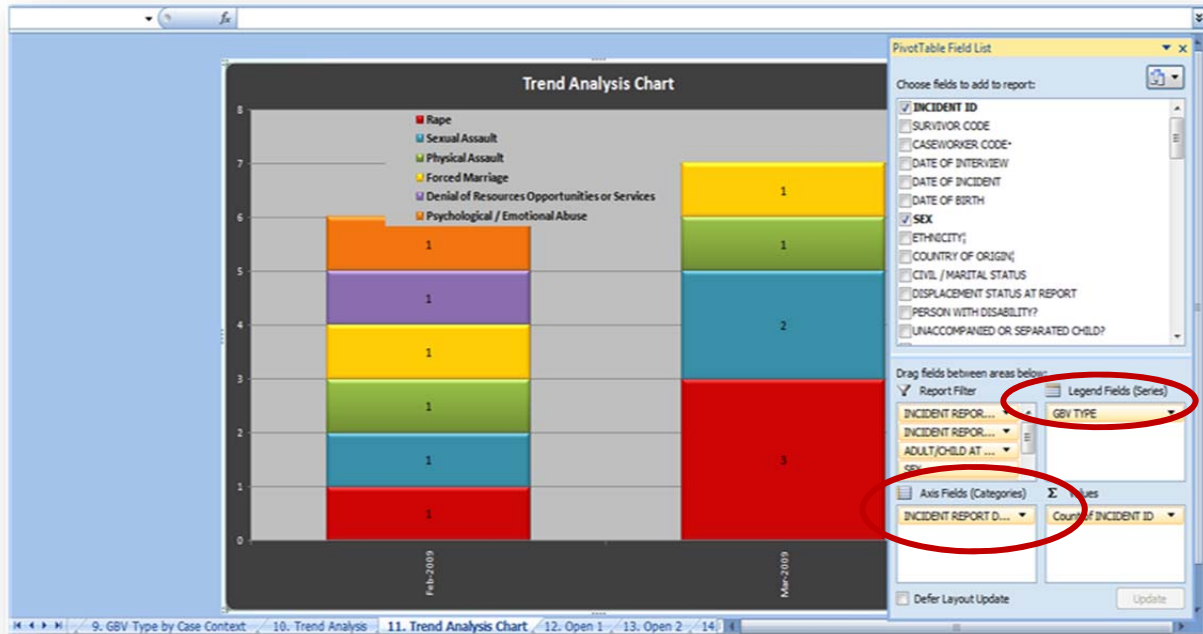 fx
Trend Analysis Chart
8
7
6
5
4
3
2
1
0
Rape
Sexual Assault
Physical Assault
Forced Marriage
Denial of Resources Opportunities or Services
Psychological / Emotional Abuse
1
1
1
1
1
1
1
1
2
3
Feb-2009
Mar-2009
PivotTable Field List
Choose fields to add to report:
INCIDENT ID
SURVIVOR CODE
CASEWORKER CODE
DATE OF INTERVIEW
DATE OF INCIDENT
DATE OF BIRTH
SEX
ETHNICITY¦
COUNTRY OF ORIGIN¦
CIVIL / MARITAL STATUS
DISPLACEMENT STATUS AT REPORT
PERSON WITH DISABILITY?
UNACCOMPANIED OR SEPARATED CHILD?
Drag fields between areas below:
Report Filter
INCIDENT REPOR...
INCIDENT REPOR...
ADULT/CHILD AT ...
SEX
Legend Fields (Series)
GBV TYPE
Axis Fields (Categories)
INCIDENT REPORT D...
Σ Values
Count of INCIDENT ID
Defer Layout Update
Update
9. GBV Type by Case Context
10. Trend Analysis
11. Trend Analysis Chart
12. Open 1
13. Open 2
14